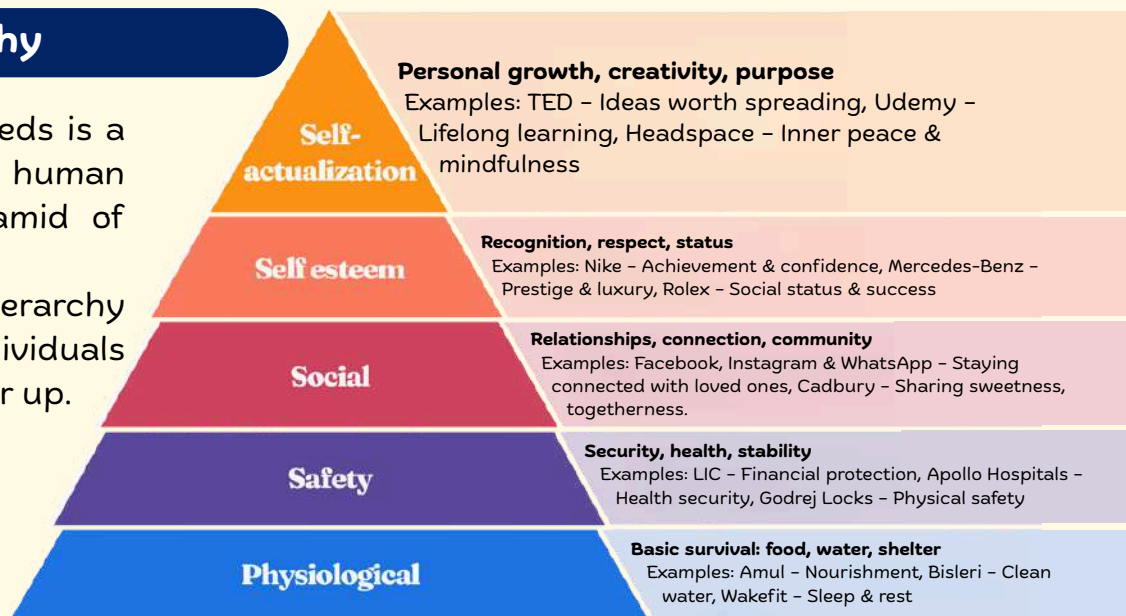 hy
eds is a
human
amid of
erarchy
dividuals
r up.
Self-
actualization
Personal growth, creativity, purpose
Examples: TED – Ideas worth spreading, Udemy –
Lifelong learning, Headspace – Inner peace &
mindfulness
Self esteem
Recognition, respect, status
Examples: Nike – Achievement & confidence, Mercedes-Benz –
Prestige & luxury, Rolex – Social status & success
Social
Relationships, connection, community
Examples: Facebook, Instagram & WhatsApp – Staying
connected with loved ones, Cadbury – Sharing sweetness,
togetherness.
Safety
Security, health, stability
Examples: LIC – Financial protection, Apollo Hospitals –
Health security, Godrej Locks – Physical safety
Physiological
Basic survival: food, water, shelter
Examples: Amul – Nourishment, Bisleri – Clean
water, Wakefit – Sleep & rest